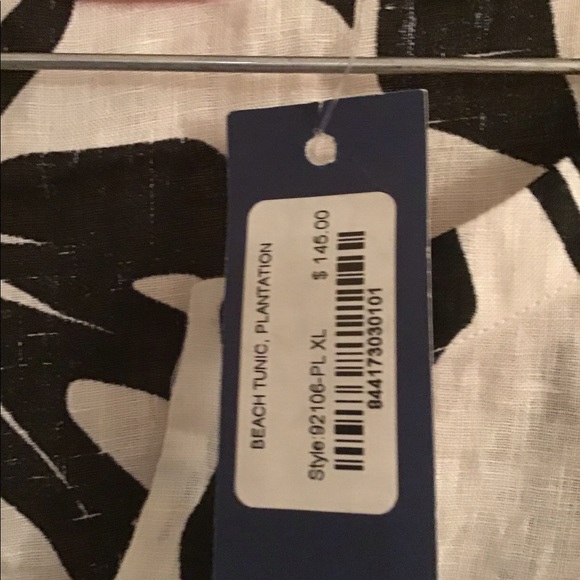 BEACH TUNIC, PLANTATION
Style:92106-PL XL $ 145.00
844173030101